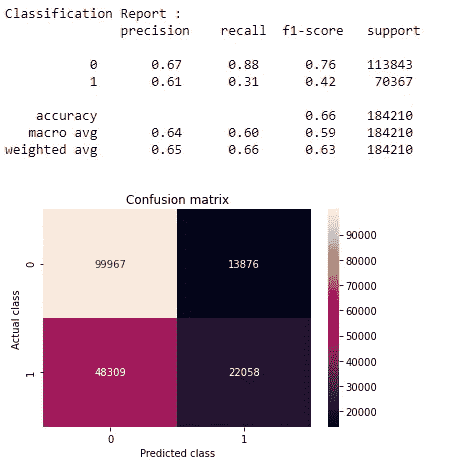 Classification Report :
precision recall f1-score support
0 0.67 0.88 0.76 113843
1 0.61 0.31 0.42 70367
accuracy 0.66 184210
macro avg 0.64 0.60 0.59 184210
weighted avg 0.65 0.66 0.63 184210
Confusion matrix
90000
80000
70000
60000
50000
40000
30000
20000
Actual class
0
99967 13876
1
48309 22058
0 1
Predicted class